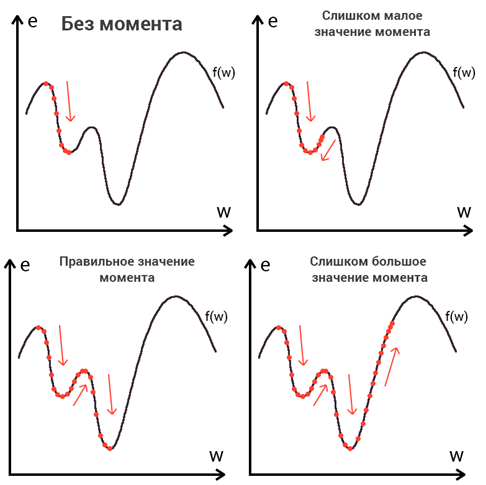 Без момента
e
f(w)
w
Слишком малое
значение момента
e
f(w)
w
Правильное значение
момента
e
f(w)
w
Слишком большое
значение момента
e
f(w)
w